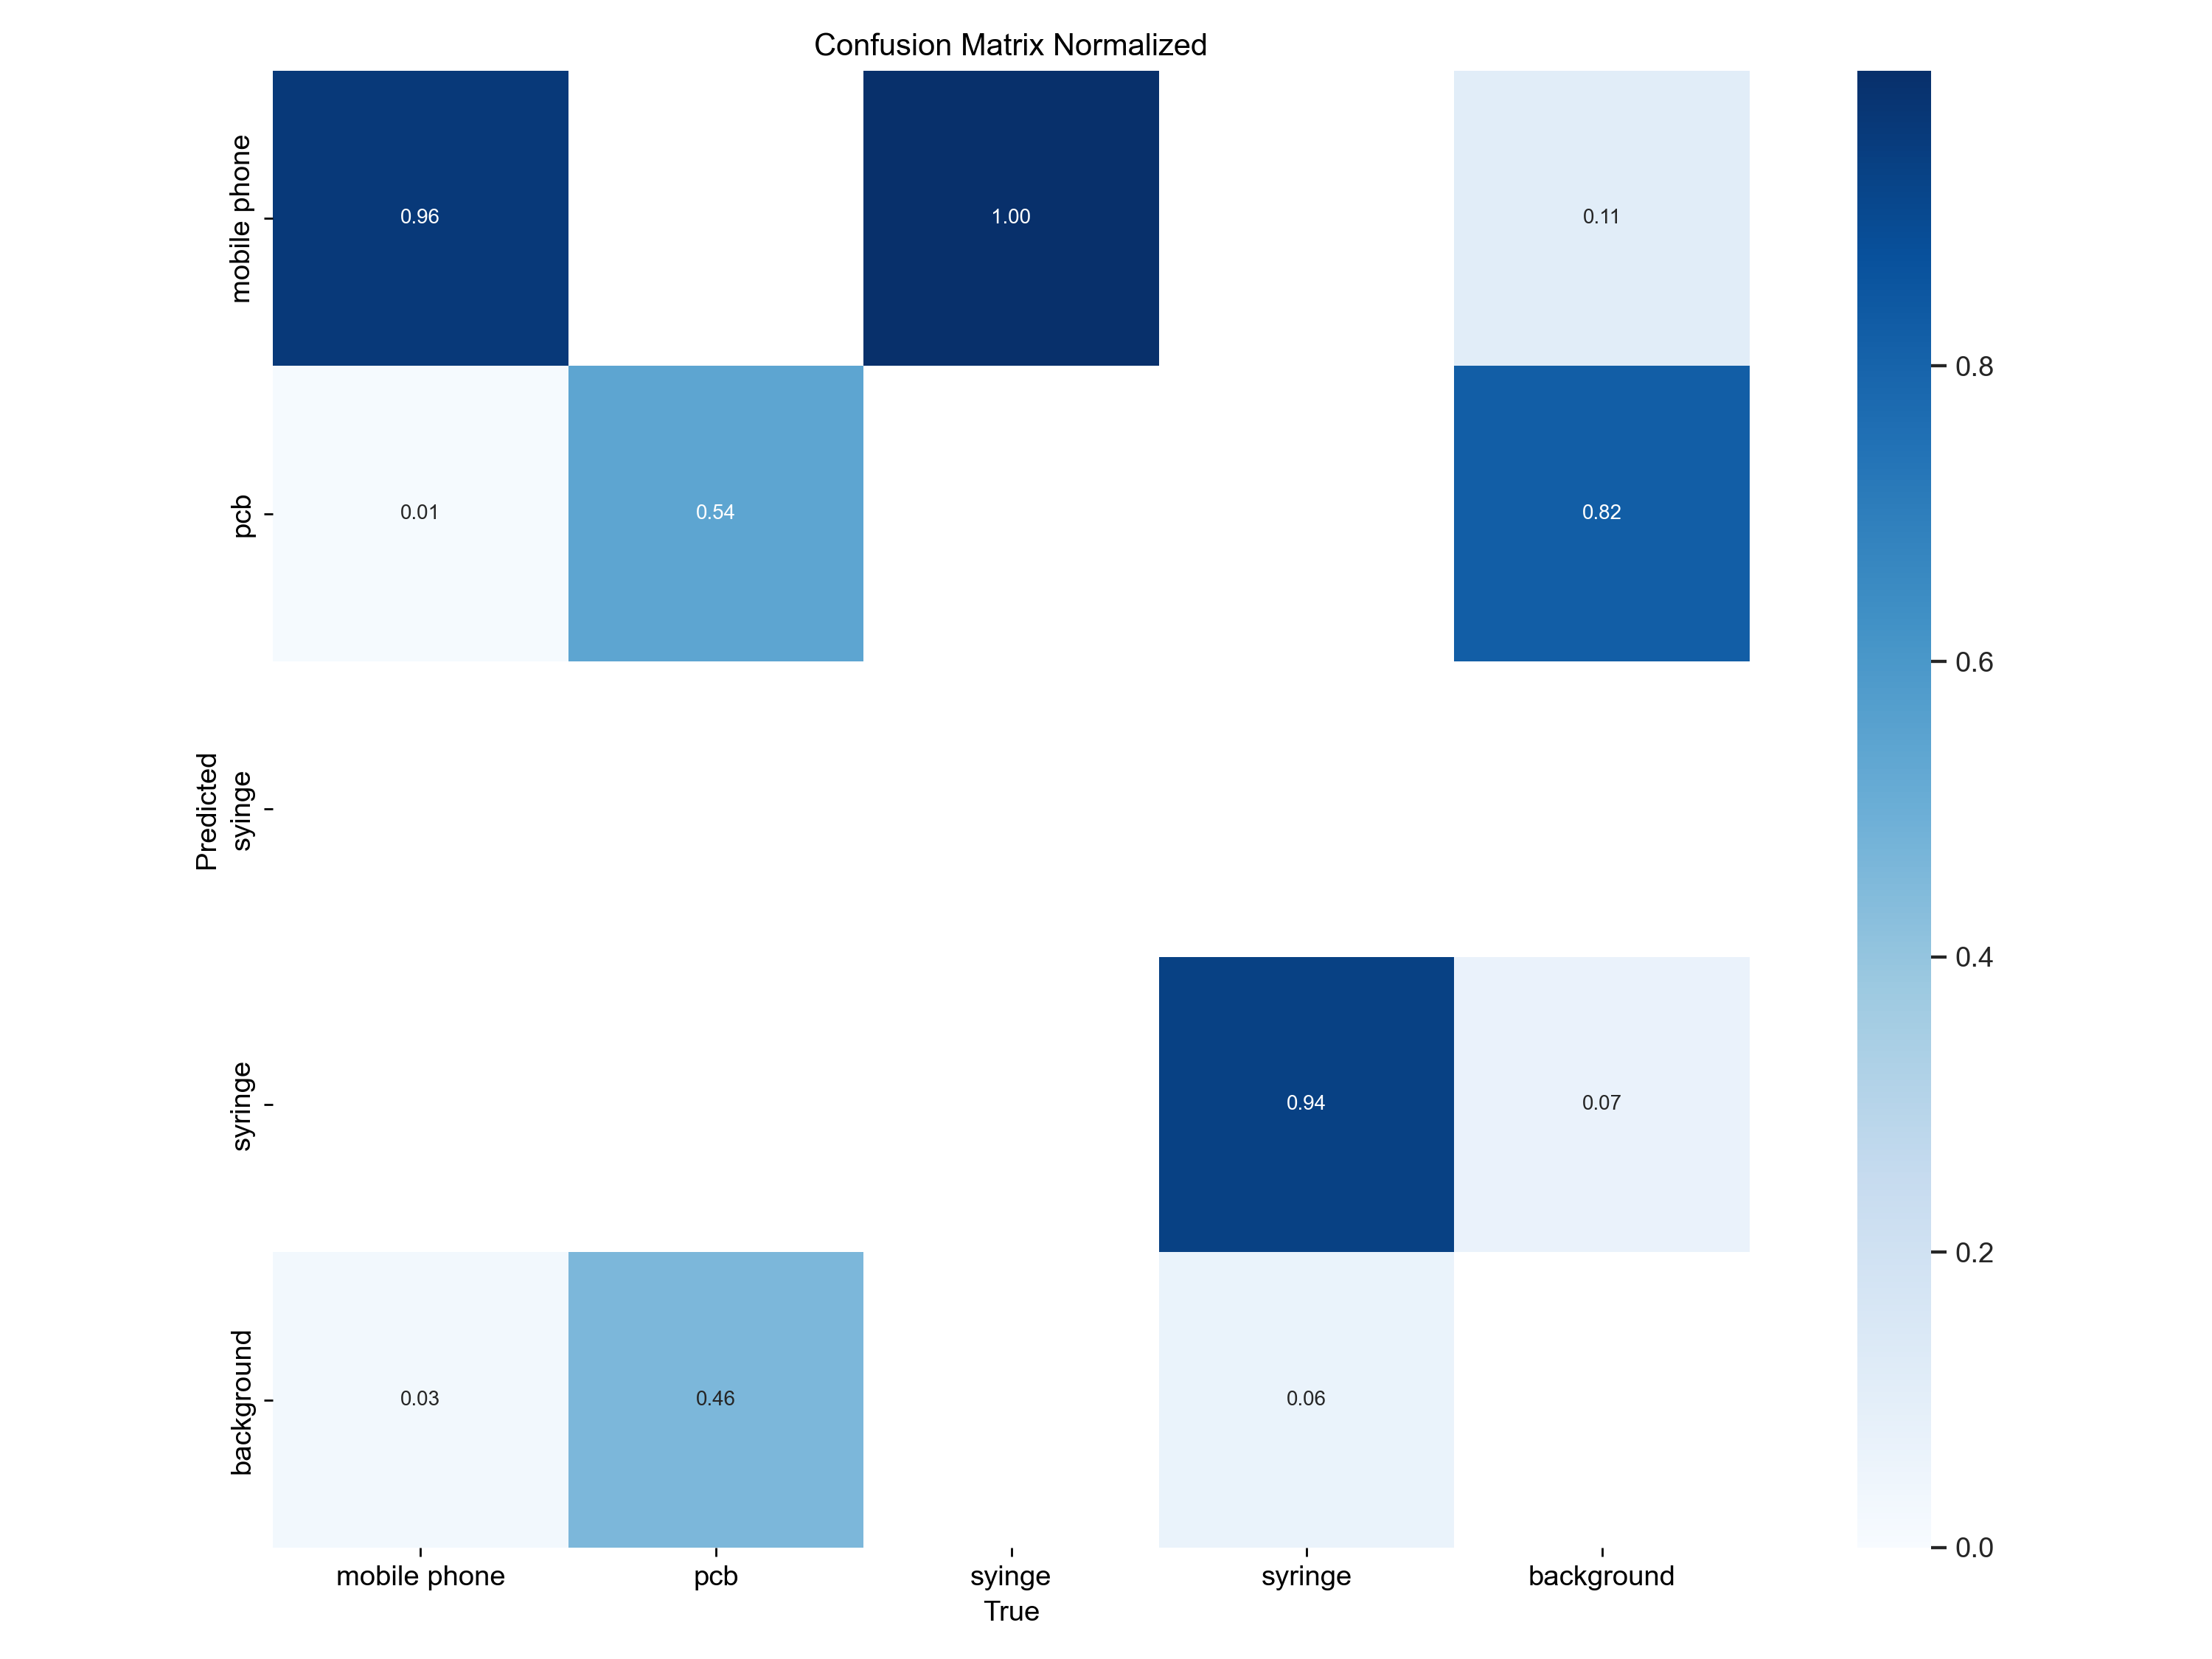 Confusion Matrix Normalized
mobile phone
0.96
1.00
0.11
pcb
0.01
0.54
0.82
Predicted
syinge
syringe
0.94
0.07
background
0.03
0.46
0.06
mobile phone
pcb
syinge
syringe
background
True
0.8
0.6
0.4
0.2
0.0